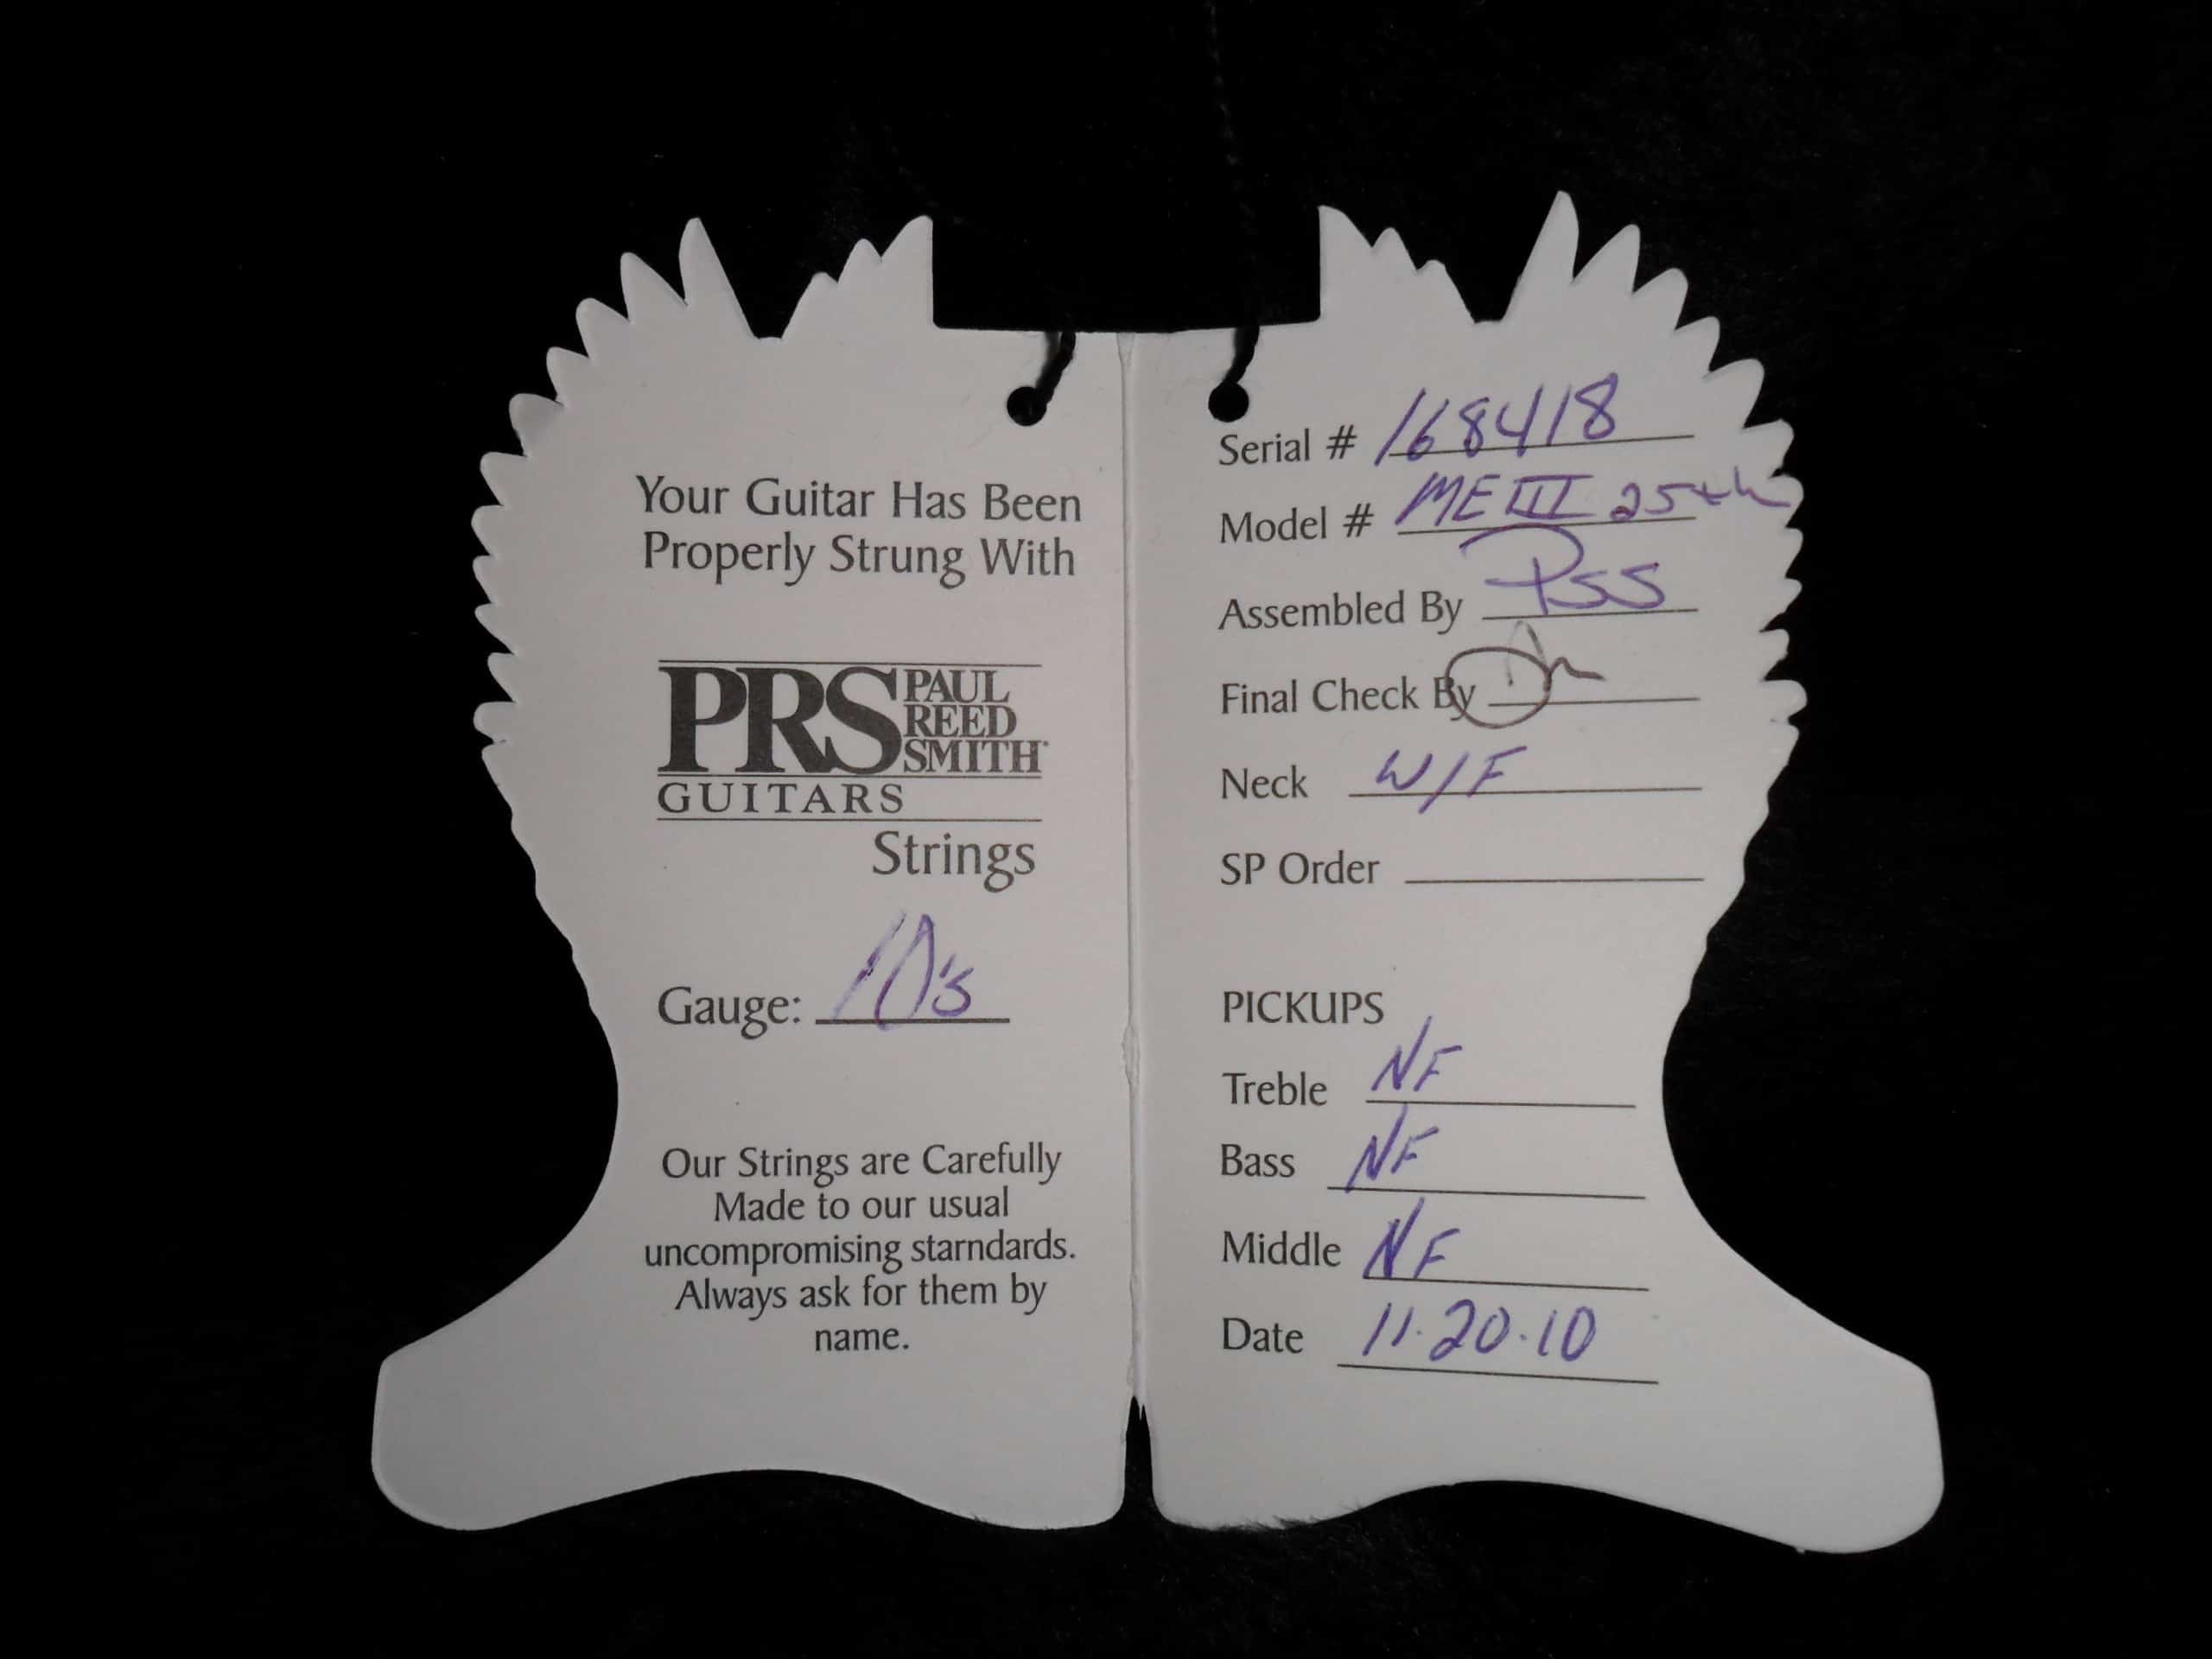 Your Guitar Has Been
Properly Strung With
PRS PAUL
REED
SMITH
GUITARS
Strings
Gauge: 10's
Our Strings are Carefully
Made to our usual
uncompromising starndards.
Always ask for them by
name.
Serial # 168418
Model # ME III 25th
Assembled By PSS
Final Check By
Neck W/F
SP Order
PICKUPS
Treble NF
Bass NF
Middle NF
Date 11.20.10